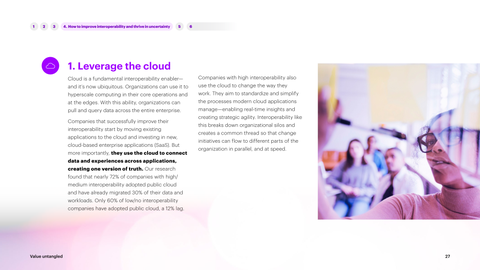 1 2 3 4. How to improve interoperability and thrive in uncertainty 5 6
1. Leverage the cloud
Cloud is a fundamental interoperability enabler—
and it's now ubiquitous. Organizations can use it to
hyperscale computing in their core operations and
at the edges. With this ability, organizations can
pull and query data across the entire enterprise.
Companies that successfully improve their
interoperability start by moving existing
applications to the cloud and investing in new,
cloud-based enterprise applications (SaaS). But
more importantly, they use the cloud to connect
data and experiences across applications,
creating one version of truth. Our research
found that nearly 72% of companies with high/
medium interoperability adopted public cloud
and have already migrated 30% of their data and
workloads. Only 60% of low/no interoperability
companies have adopted public cloud, a 12% lag.
Companies with high interoperability also
use the cloud to change the way they
work. They aim to standardize and simplify
the processes modern cloud applications
manage—enabling real-time insights and
creating strategic agility. Interoperability like
this breaks down organizational silos and
creates a common thread so that change
initiatives can flow to different parts of the
organization in parallel, and at speed.
Value untangled
27